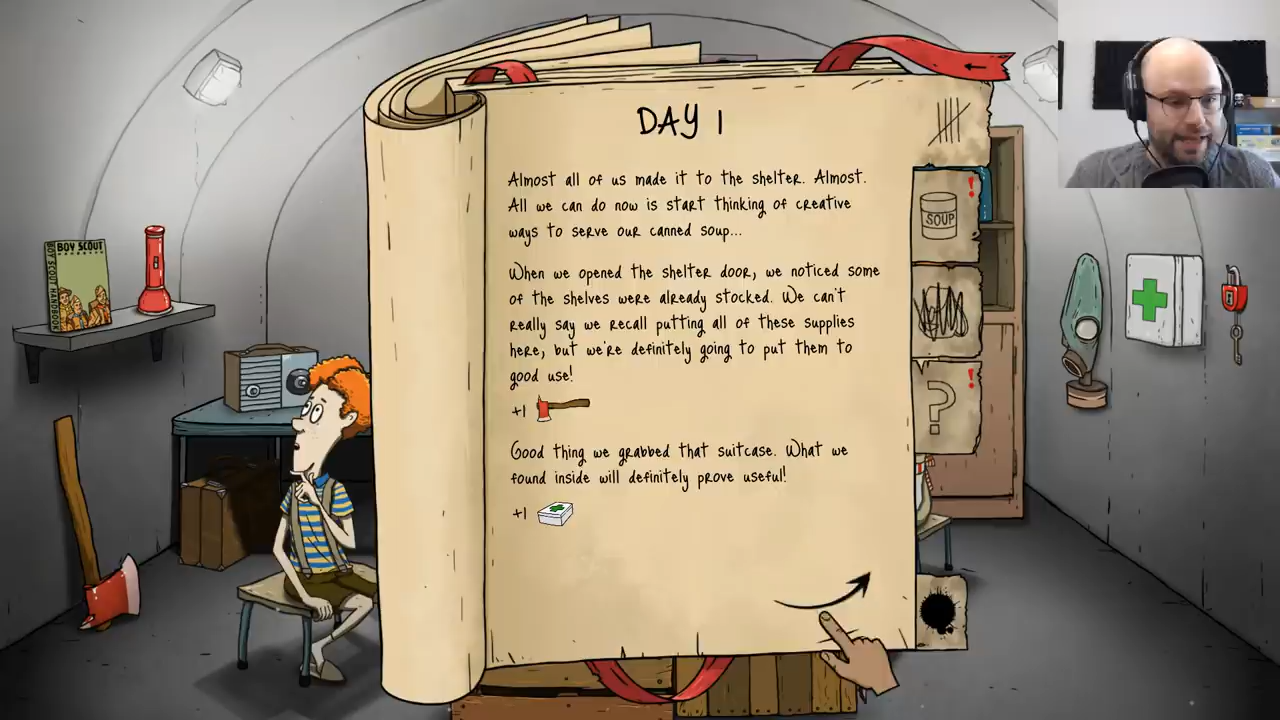 DAY 1
Almost all of us made it to the shelter. Almost.
All we can do now is start thinking of creative
ways to serve our canned soup...
When we opened the shelter door, we noticed some
of the shelves were already stocked. We can't
really say we recall putting all of these supplies
here, but we're definitely going to put them to
good use!
+1
Good thing we grabbed that suitcase. What we
found inside will definitely prove useful!
+1
!
SOUP
!
?
BOY SCOUT
BOY SCOUT HANDBOOK